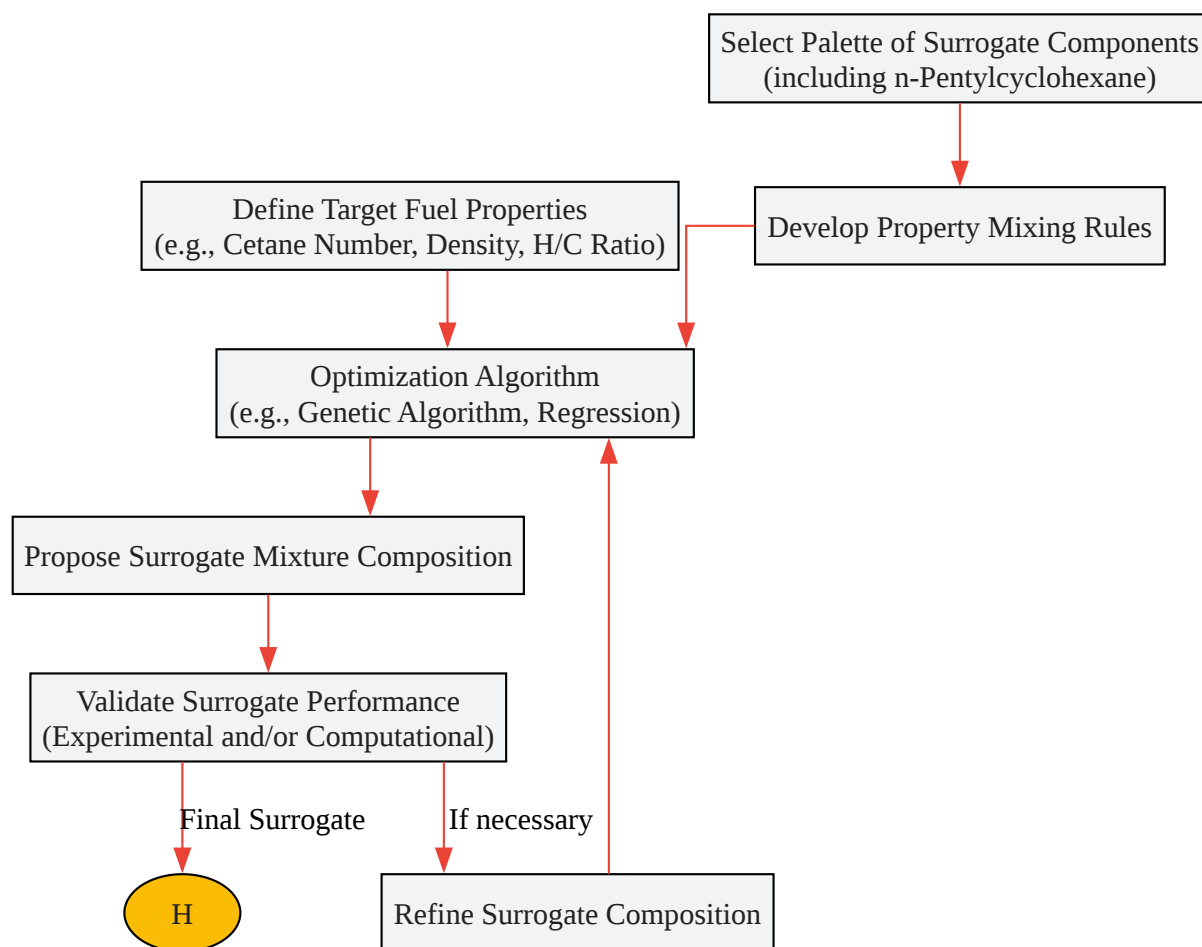 Select Palette of Surrogate Components
(including n-Pentylcyclohexane)
Define Target Fuel Properties
(e.g., Cetane Number, Density, H/C Ratio)
Develop Property Mixing Rules
Optimization Algorithm
(e.g., Genetic Algorithm, Regression)
Propose Surrogate Mixture Composition
Validate Surrogate Performance
(Experimental and/or Computational)
Final Surrogate
If necessary
H
Refine Surrogate Composition